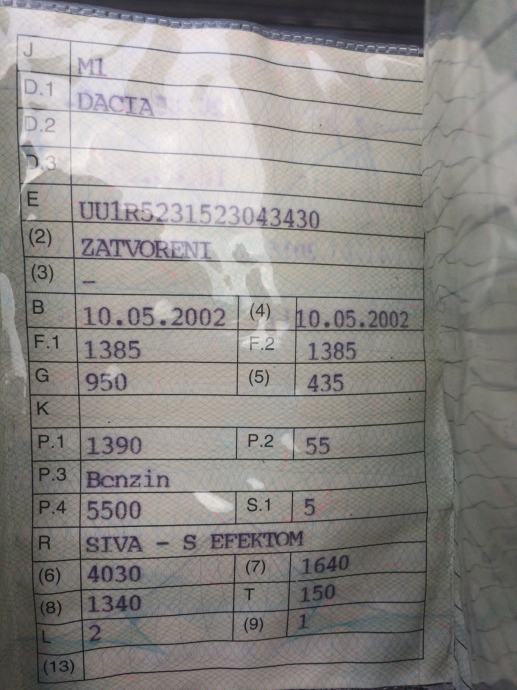 J M1
D.1 DACIA
D.2
D.3
E UU1R5231523043430
(2) ZATVORENI
(3) –
B 10.05.2002 (4) 10.05.2002
F.1 1385 F.2 1385
G 950 (5) 435
K
P.1 1390 P.2 55
P.3 Benzin
P.4 5500 S.1 5
R SIVA - S EFEKTOM
(6) 4030 (7) 1640
(8) 1340 T 150
L 2 (9) 1
(13)